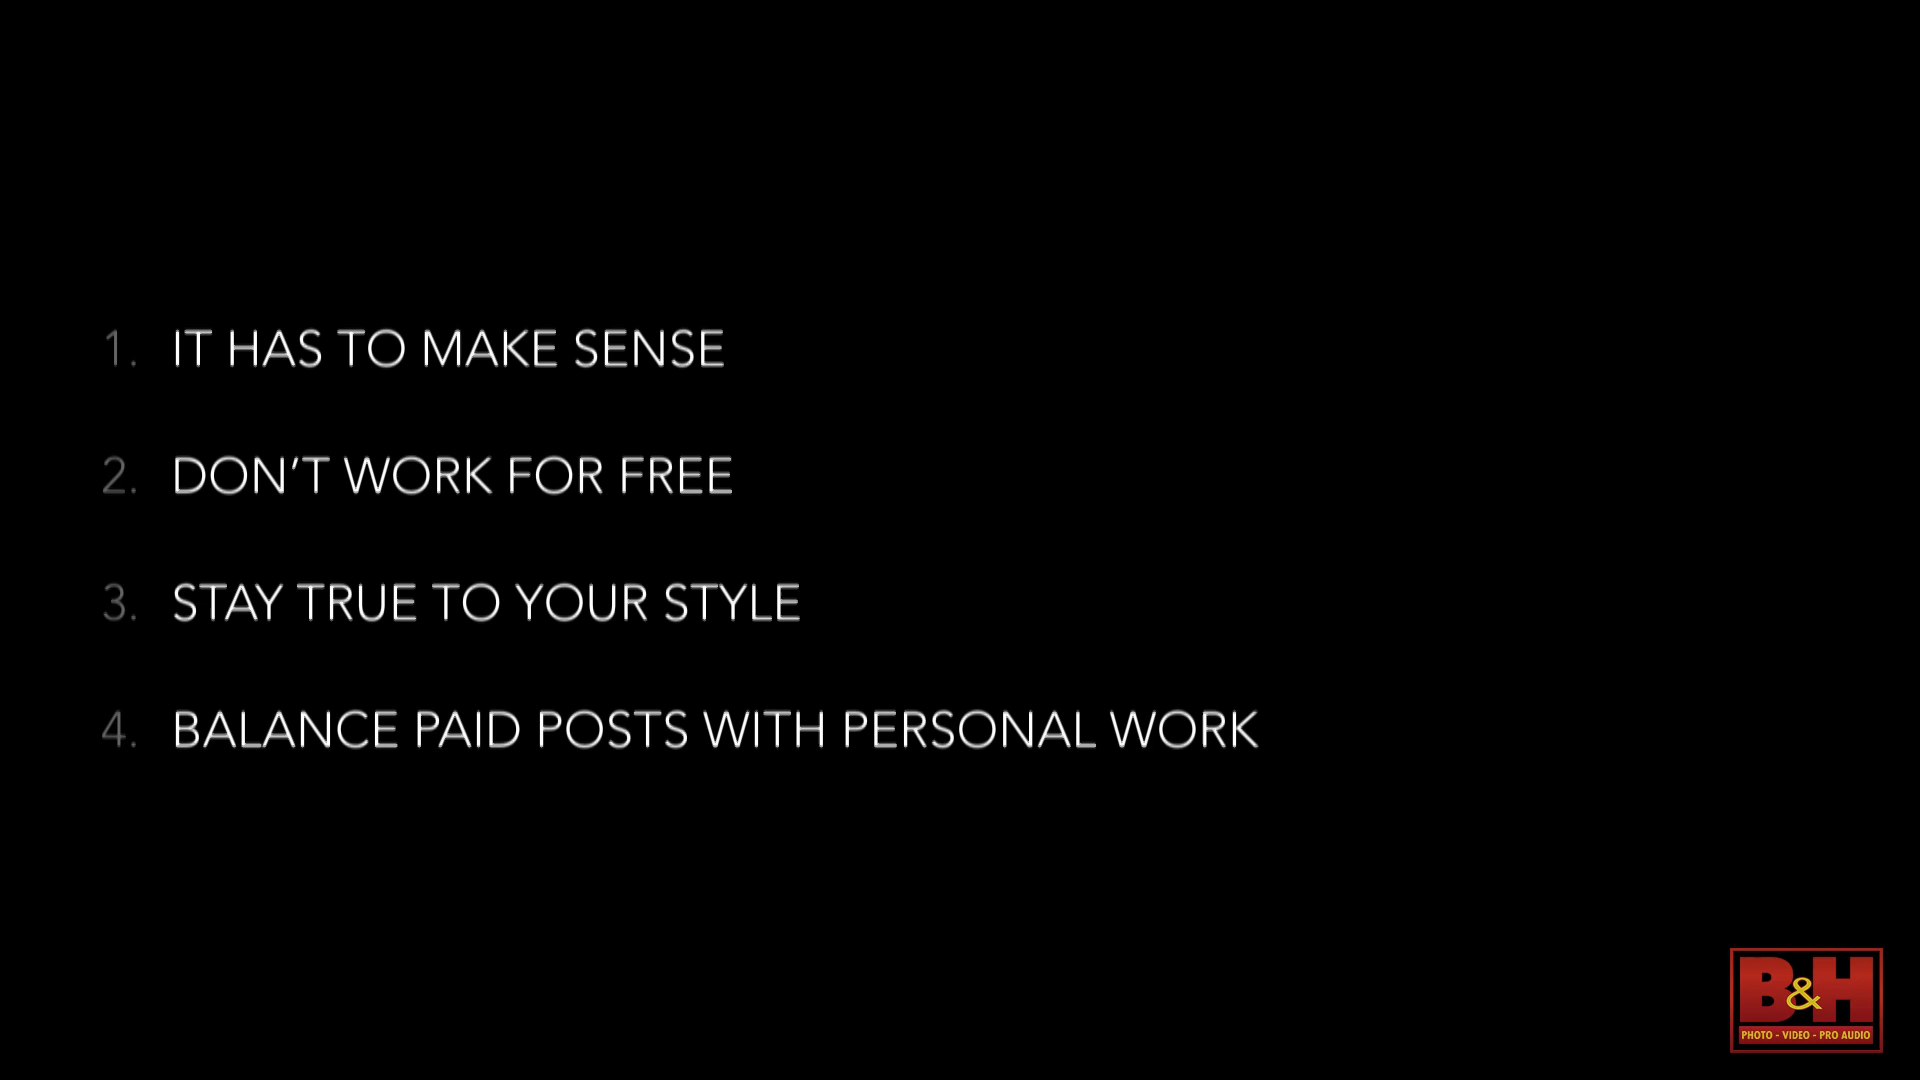 1. IT HAS TO MAKE SENSE
2. DON’T WORK FOR FREE
3. STAY TRUE TO YOUR STYLE
4. BALANCE PAID POSTS WITH PERSONAL WORK
B&H
PHOTO - VIDEO - PRO AUDIO